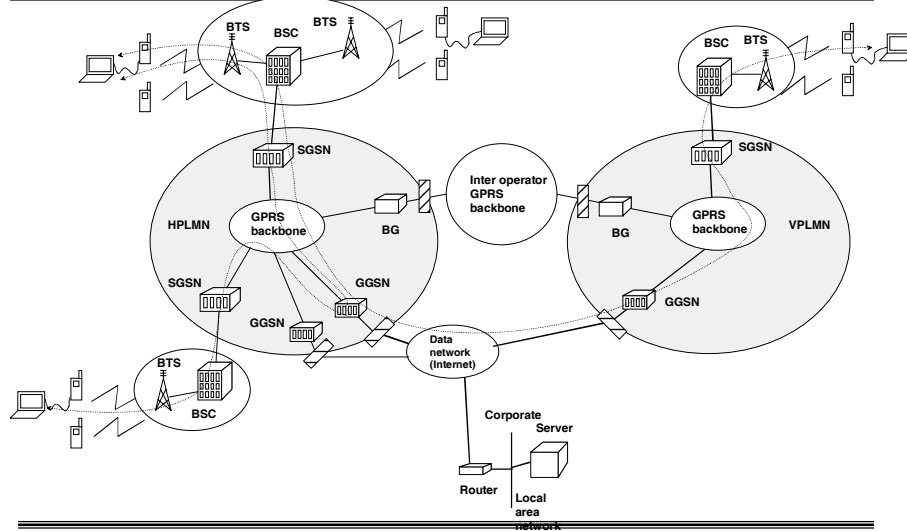 BTS
BTS
BSC
BSC
BTS
SGSN
SGSN
Inter operator
GPRS
backbone
HPLMN
GPRS
backbone
BG
BG
GPRS
backbone
VPLMN
SGSN
GGSN
GGSN
GGSN
Data
network
(Internet)
BTS
BSC
Corporate
Server
Router
Local
area
network